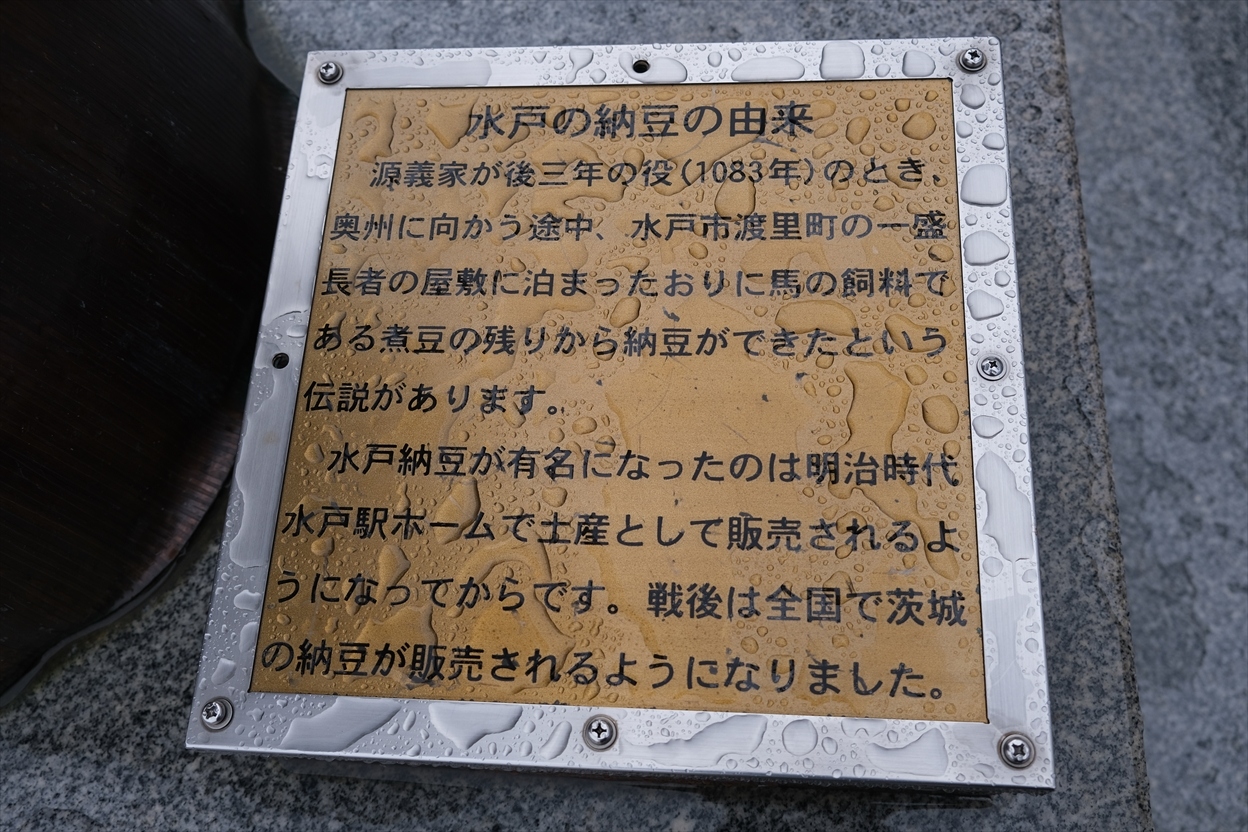 水戸の納豆の由来
源義家が後三年の役(1083年)のとき、
奥州に向かう途中、水戸市渡里町の一盛
長者の屋敷に泊まったおりに馬の飼料で
ある煮豆の残りから納豆ができたという
伝説があります。
水戸納豆が有名になったのは明治時代
水戸駅ホームで土産として販売されるよ
うになってからです。戦後は全国で茨城
の納豆が販売されるようになりました。